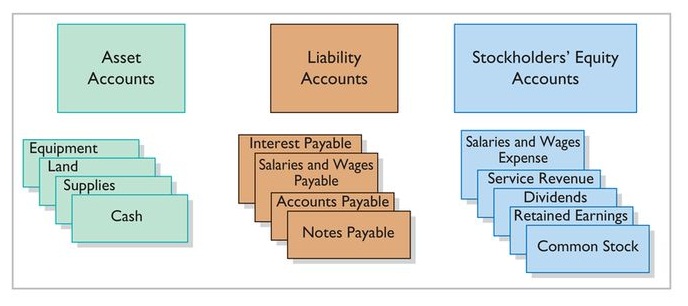 Asset
Accounts
Liability
Accounts
Stockholders’ Equity
Accounts
Equipment
Land
Supplies
Cash
Interest Payable
Salaries and Wages
Payable
Accounts Payable
Notes Payable
Salaries and Wages
Expense
Service Revenue
Dividends
Retained Earnings
Common Stock